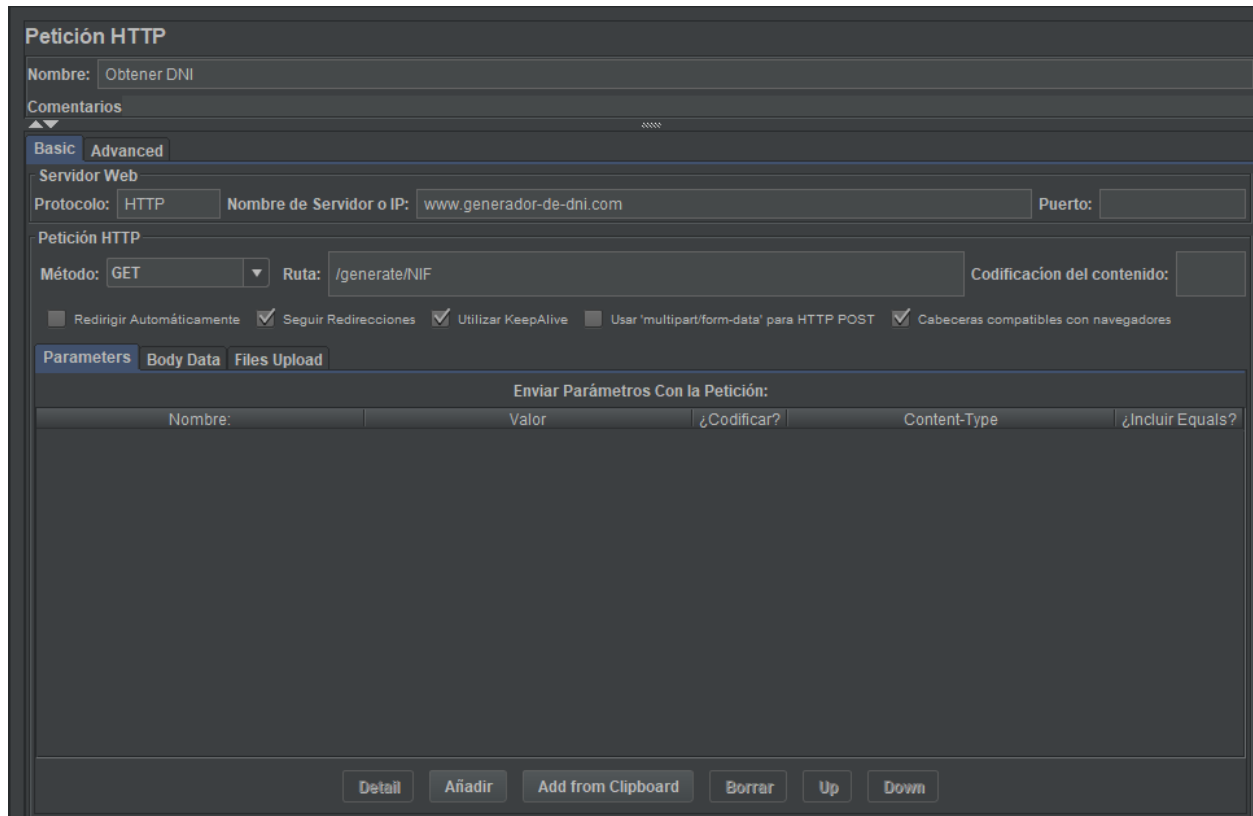 Petición HTTP
Nombre: Obtener DNI
Comentarios
Basic Advanced
Servidor Web
Protocolo: HTTP Nombre de Servidor o IP: www.generador-de-dni.com Puerto:
Petición HTTP
Método: GET Ruta: /generate/NIF Codificacion del contenido:
Redirigir Automáticamente Seguir Redirecciones Utilizar KeepAlive Usar 'multipart/form-data' para HTTP POST Cabeceras compatibles con navegadores
Parameters Body Data Files Upload
Enviar Parámetros Con la Petición:
Nombre: Valor ¿Codificar? Content-Type ¿Incluir Equals?
Detail Añadir Add from Clipboard Borrar Up Down